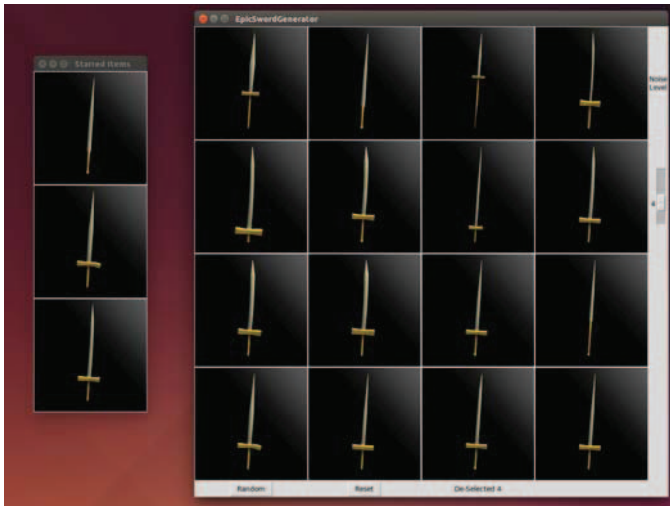 Starred Items
EpicSwordGenerator
Noise
Level
4
Random
Reset
De-Selected 4